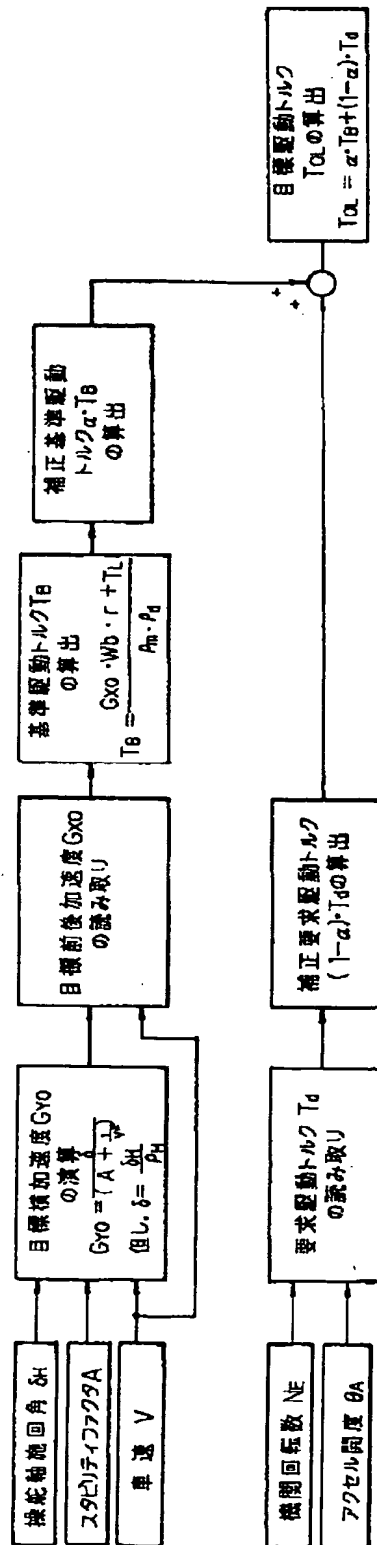 操舵軸旋回角 δH
スタビリティファクタA
車速 V
目標横加速度GYO
の演算
GYO = δ / (A + 1/V²)
但し、δ = δH / ρH
目標前後加速度GXO
の読み取り
基準駆動トルクTB
の算出
TB = GXO・Wb・r + TL / ρm・ρd
補正基準駆動
トルクα・TB
の算出
機関回転数 NE
アクセル開度 θA
要求駆動トルク Td
の読み取り
補正要求駆動トルク
(1-α)・Tdの算出
+
+
目標駆動トルク
TOLの算出
TOL = α・TB+(1-α)・Td